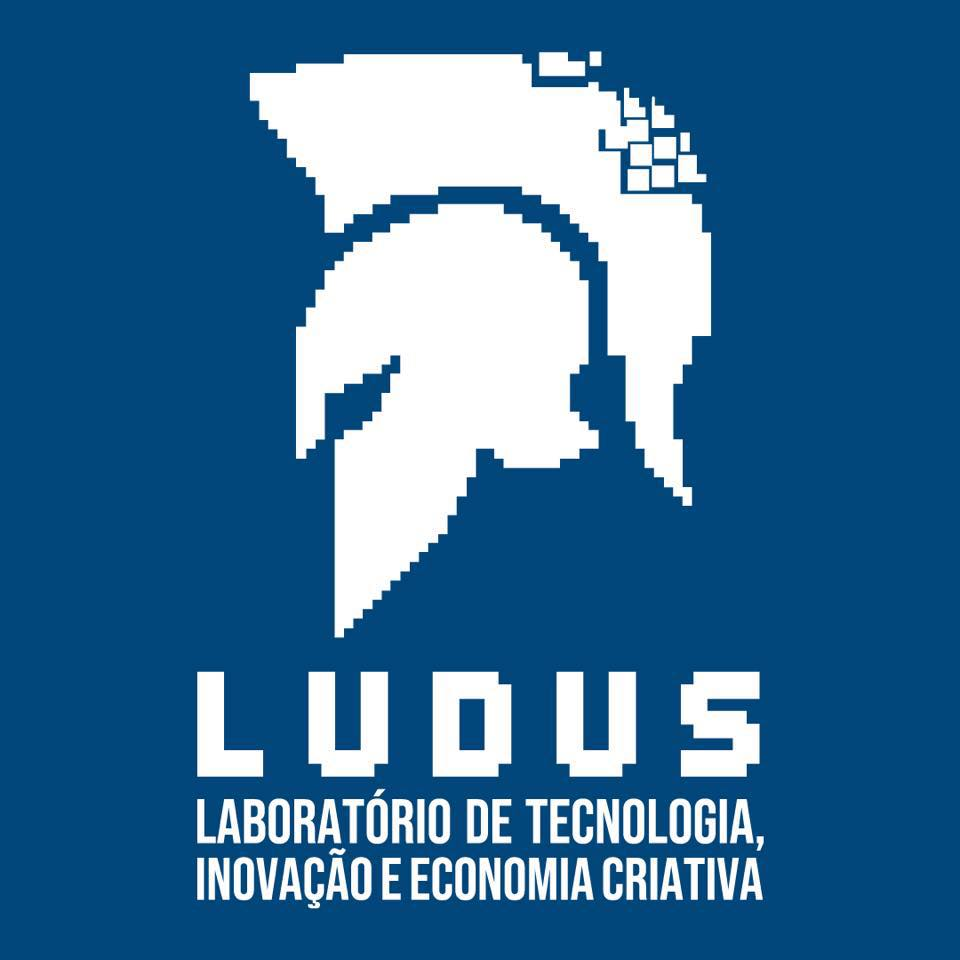 LUDUS
LABORATÓRIO DE TECNOLOGIA,
INOVAÇÃO E ECONOMIA CRIATIVA